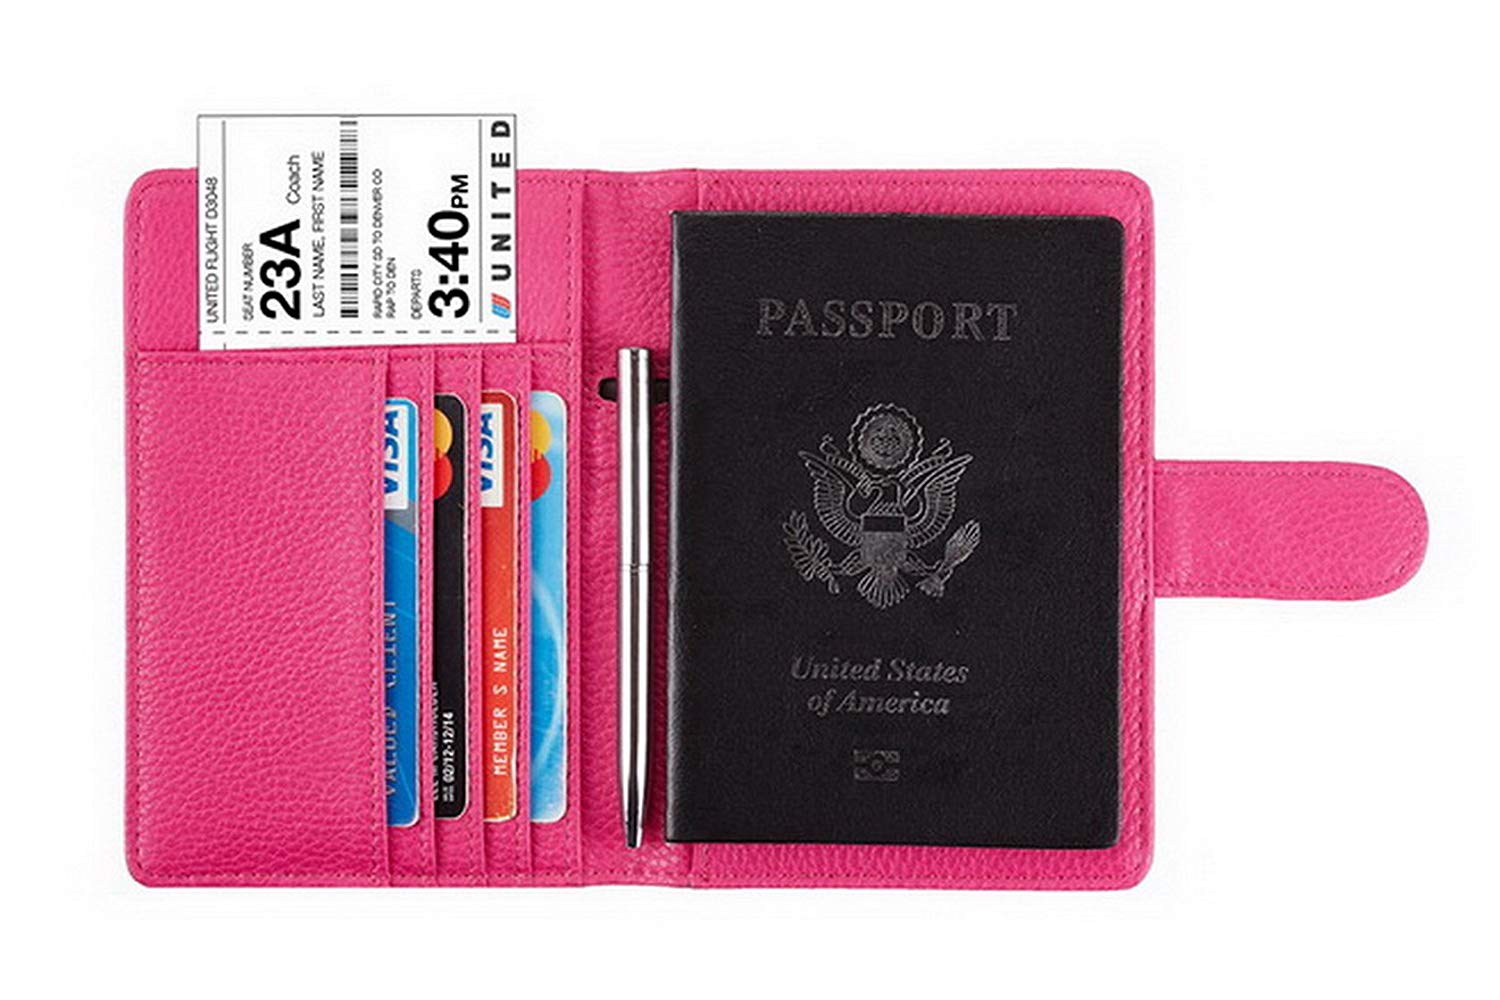 UNITED FLIGHT D3048
SEAT NUMBER
23A Coach
LAST NAME, FIRST NAME
RAPID CITY GO TO DENVER CO
RAP TO DEN
DEPARTS
3:40PM
UNITED
VISA
VALUED CLIENT
02/12-12/14
VISA
MEMBER S NAME
PASSPORT
United States
of America